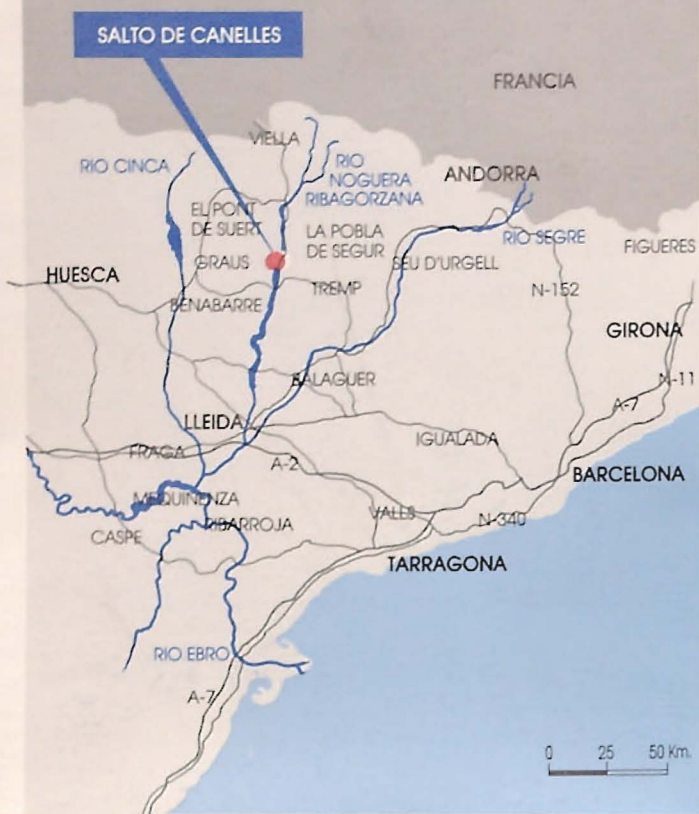 SALTO DE CANELLES
FRANCIA
VIELLA
RIO CINCA
RIO
NOGUERA
RIBAGORZANA
ANDORRA
EL PONT
DE SUERT
LA POBLA
DE SEGUR
RIO SEGRE
FIGUERES
GRAUS
SEU D'URGELL
HUESCA
TREMP
N-152
BENABARRE
GIRONA
BALAGUER
N-11
A-7
LLEIDA
IGUALADA
FRAGA
A-2
BARCELONA
MEQUINENZA
VALLS
N-340
RIBARROJA
CASPE
TARRAGONA
RIO EBRO
A-7
0 25 50 Km.